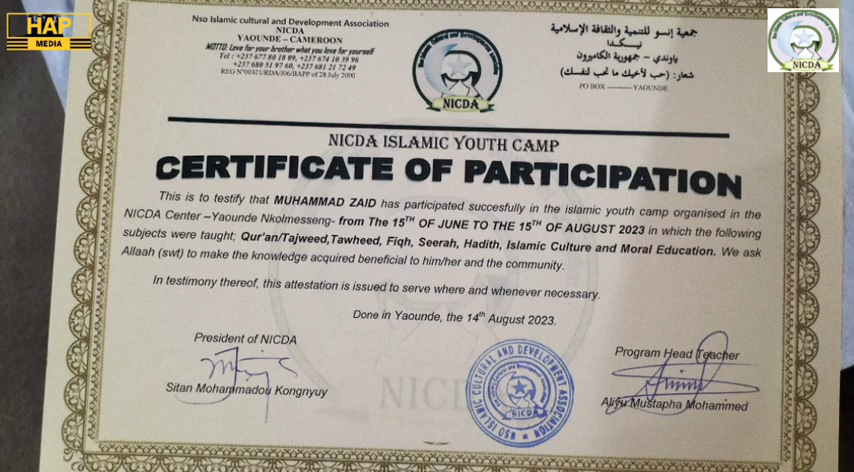 HAP
MEDIA
Nso Islamic cultural and Development Association
NICDA
YAOUNDE – CAMEROON
MOTTO: Love for your brother what you love for yourself
Tel : +237 677 80 18 09, +237 674 10 39 96
+237 680 51 97 60, +237 681 21 72 49
REG N°00321/RDA/J06/BAPP of 28 July 2000
NICDA
جمعية إنسو للتنمية والثقافة الإسلامية
نيكدا
ياوندي – جمهورية الكاميرون
شعار: (حب لأخيك ما تحب لنفسك)
PO BOX ———YAOUNDE
NICDA
NICDA ISLAMIC YOUTH CAMP
CERTIFICATE OF PARTICIPATION
This is to testify that MUHAMMAD ZAID has participated succesfully in the islamic youth camp organised in the
NICDA Center –Yaounde Nkolmesseng- from The 15TH OF JUNE TO THE 15TH OF AUGUST 2023 in which the following
subjects were taught; Qur'an/Tajweed,Tawheed, Fiqh, Seerah, Hadith, Islamic Culture and Moral Education. We ask
Allaah (swt) to make the knowledge acquired beneficial to him/her and the community.
In testimony thereof, this attestation is issued to serve where and whenever necessary.
Done in Yaounde, the 14th August 2023.
President of NICDA
Sitan Mohammadou Kongnyuy
NSO ISLAMIC CULTURAL AND DEVELOPMENT ASSOCIATION
NICDA
Program Head Teacher
Aliyu Mustapha Mohammed